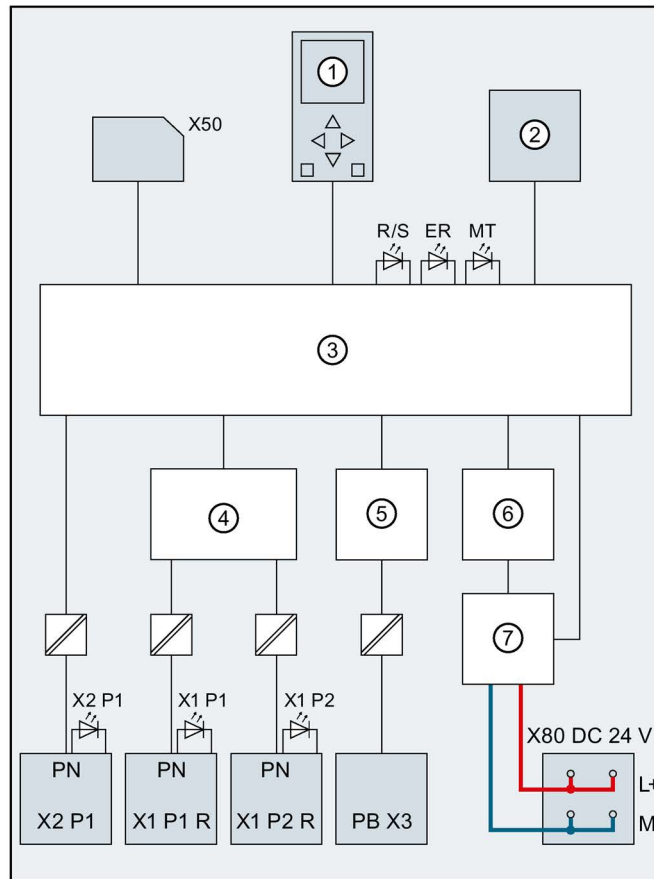 ①
X50
②
R/S ER MT
③
④
⑤
⑥
⑦
X2 P1
X1 P1
X1 P2
X80 DC 24 V
PN
PN
PN
L+
X2 P1
X1 P1 R
X1 P2 R
PB X3
M